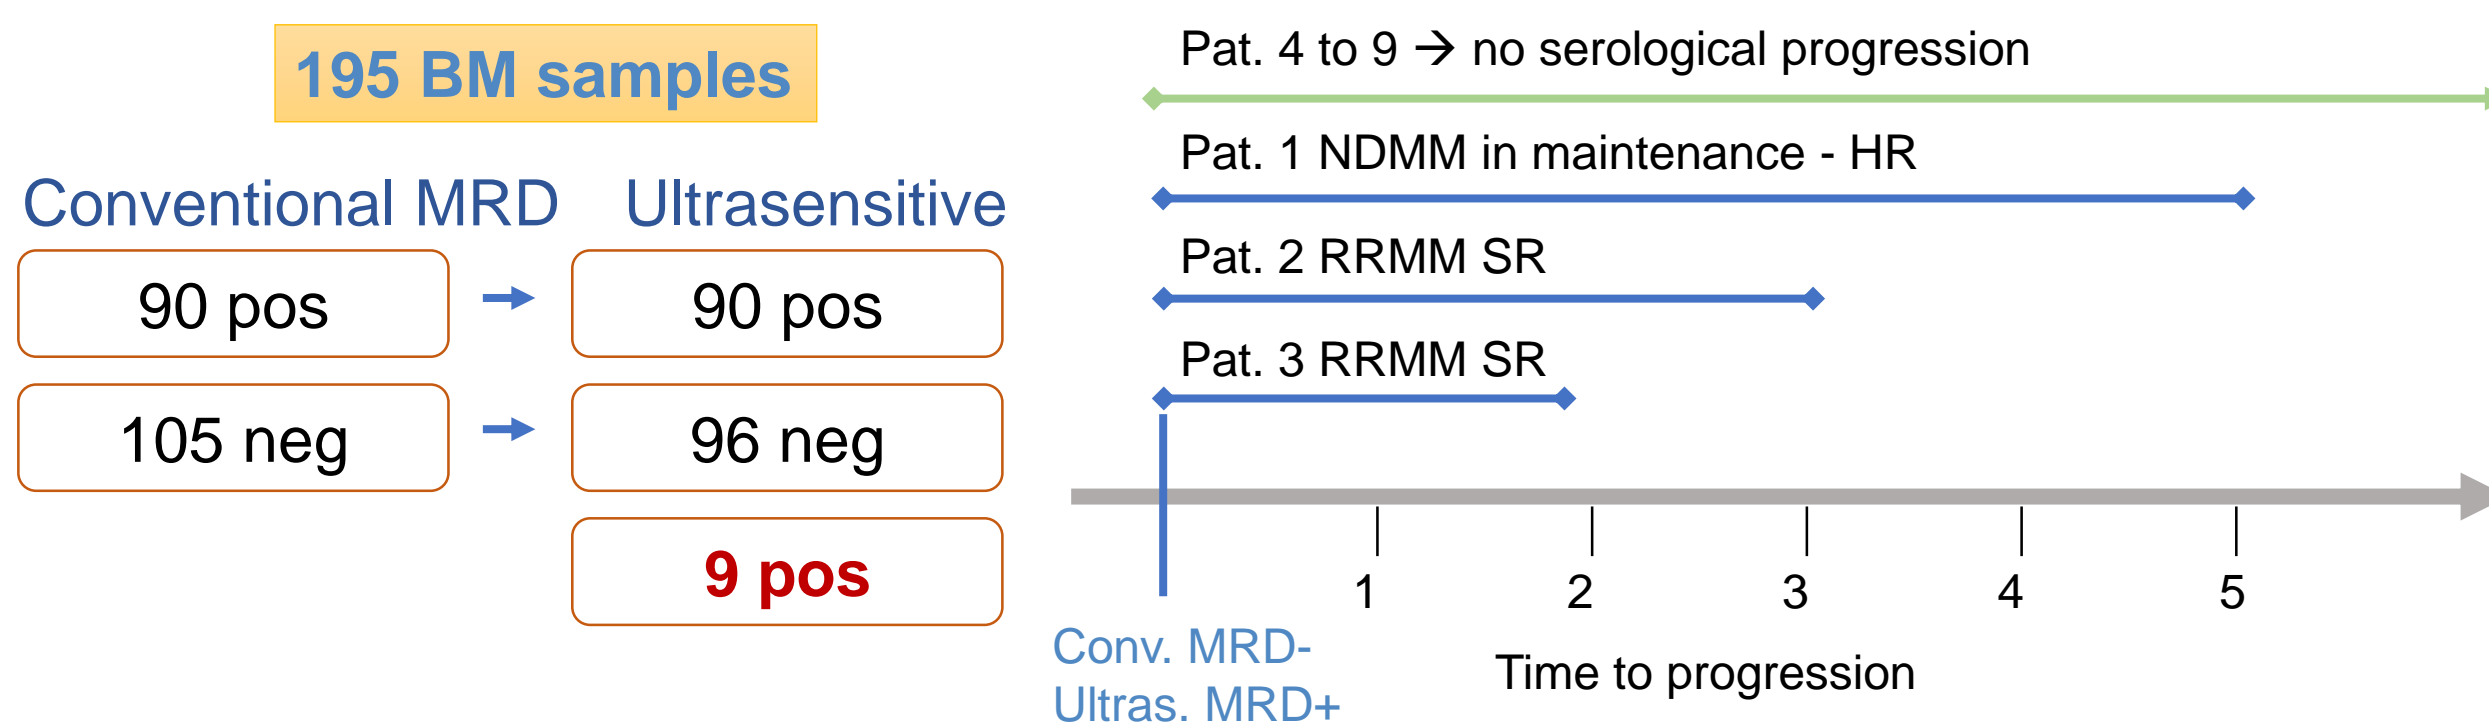 195 BM samples
Conventional MRD
Ultrasensitive
90 pos
90 pos
105 neg
96 neg
9 pos
Pat. 4 to 9 → no serological progression
Pat. 1 NDMM in maintenance - HR
Pat. 2 RRMM SR
Pat. 3 RRMM SR
1 2 3 4 5
Conv. MRD-
Ultras. MRD+
Time to progression